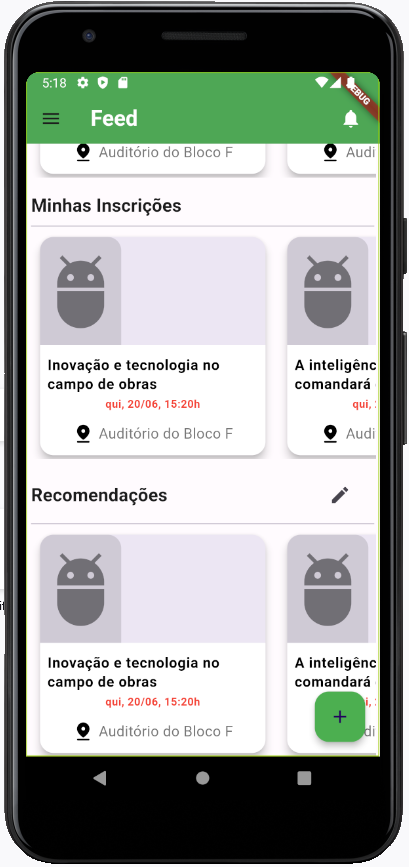 5:18
DEBUG
Feed
Auditório do Bloco F
Audi
Minhas Inscrições
Inovação e tecnologia no
campo de obras
qui, 20/06, 15:20h
Auditório do Bloco F
A inteligênc
comandará
qui,
Audi
Recomendações
Inovação e tecnologia no
campo de obras
qui, 20/06, 15:20h
Auditório do Bloco F
A inteligênc
comandará
Audi